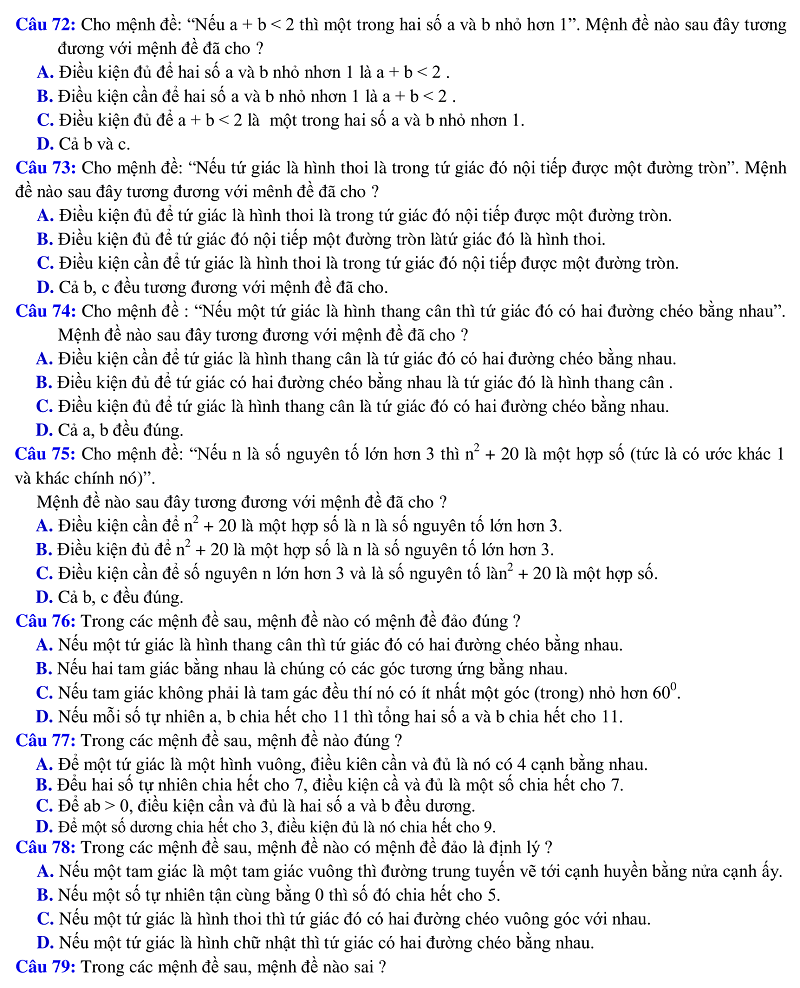 Câu 72: Cho mệnh đề: “Nếu a + b < 2 thì một trong hai số a và b nhỏ hơn 1”. Mệnh đề nào sau đây tương
đương với mệnh đề đã cho ?
A. Điều kiện đủ để hai số a và b nhỏ nhơn 1 là a + b < 2 .
B. Điều kiện cần để hai số a và b nhỏ nhơn 1 là a + b < 2 .
C. Điều kiện đủ để a + b < 2 là một trong hai số a và b nhỏ nhơn 1.
D. Cả b và c.
Câu 73: Cho mệnh đề: “Nếu tứ giác là hình thoi là trong tứ giác đó nội tiếp được một đường tròn”. Mệnh
đề nào sau đây tương đương với mênh đề đã cho ?
A. Điều kiện đủ để tứ giác là hình thoi là trong tứ giác đó nội tiếp được một đường tròn.
B. Điều kiện đủ để tứ giác đó nội tiếp một đường tròn làtứ giác đó là hình thoi.
C. Điều kiện cần để tứ giác là hình thoi là trong tứ giác đó nội tiếp được một đường tròn.
D. Cả b, c đều tương đương với mệnh đề đã cho.
Câu 74: Cho mệnh đề : “Nếu một tứ giác là hình thang cân thì tứ giác đó có hai đường chéo bằng nhau”.
Mệnh đề nào sau đây tương đương với mệnh đề đã cho ?
A. Điều kiện cần để tứ giác là hình thang cân là tứ giác đó có hai đường chéo bằng nhau.
B. Điều kiện đủ để tứ giác có hai đường chéo bằng nhau là tứ giác đó là hình thang cân .
C. Điều kiện đủ để tứ giác là hình thang cân là tứ giác đó có hai đường chéo bằng nhau.
D. Cả a, b đều đúng.
Câu 75: Cho mệnh đề: “Nếu n là số nguyên tố lớn hơn 3 thì n² + 20 là một hợp số (tức là có ước khác 1
và khác chính nó)”.
Mệnh đề nào sau đây tương đương với mệnh đề đã cho ?
A. Điều kiện cần để n² + 20 là một hợp số là n là số nguyên tố lớn hơn 3.
B. Điều kiện đủ để n² + 20 là một hợp số là n là số nguyên tố lớn hơn 3.
C. Điều kiện cần để số nguyên n lớn hơn 3 và là số nguyên tố làn² + 20 là một hợp số.
D. Cả b, c đều đúng.
Câu 76: Trong các mệnh đề sau, mệnh đề nào có mệnh đề đảo đúng ?
A. Nếu một tứ giác là hình thang cân thì tứ giác đó có hai đường chéo bằng nhau.
B. Nếu hai tam giác bằng nhau là chúng có các góc tương ứng bằng nhau.
C. Nếu tam giác không phải là tam gác đều thí nó có ít nhất một góc (trong) nhỏ hơn 60⁰.
D. Nếu mỗi số tự nhiên a, b chia hết cho 11 thì tổng hai số a và b chia hết cho 11.
Câu 77: Trong các mệnh đề sau, mệnh đề nào đúng ?
A. Để một tứ giác là một hình vuông, điều kiên cần và đủ là nó có 4 cạnh bằng nhau.
B. Đểu hai số tự nhiên chia hết cho 7, điều kiện cầ và đủ là một số chia hết cho 7.
C. Để ab > 0, điều kiện cần và đủ là hai số a và b đều dương.
D. Để một số dương chia hết cho 3, điều kiện đủ là nó chia hết cho 9.
Câu 78: Trong các mệnh đề sau, mệnh đề nào có mệnh đề đảo là định lý ?
A. Nếu một tam giác là một tam giác vuông thì đường trung tuyến vẽ tới cạnh huyền bằng nửa cạnh ấy.
B. Nếu một số tự nhiên tận cùng bằng 0 thì số đó chia hết cho 5.
C. Nếu một tứ giác là hình thoi thì tứ giác đó có hai đường chéo vuông góc với nhau.
D. Nếu một tứ giác là hình chữ nhật thì tứ giác có hai đường chéo bằng nhau.
Câu 79: Trong các mệnh đề sau, mệnh đề nào sai ?